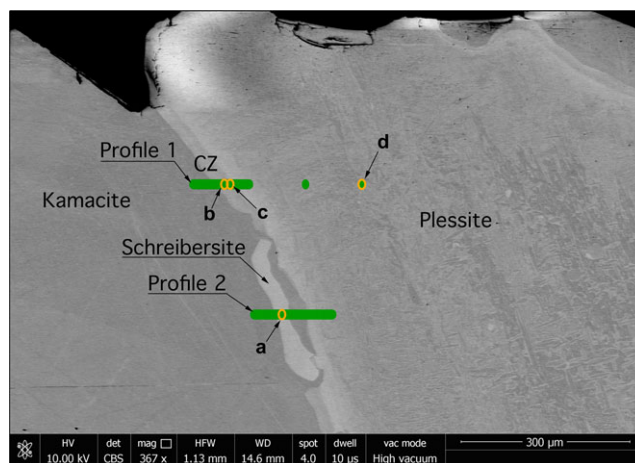 Profile 1
CZ
d
Kamacite
b
c
Plessite
Schreibersite
Profile 2
a
HV det mag HFW WD spot dwell vac mode
300 µm
10.00 kV CBS 367 x 1.13 mm 14.6 mm 4.0 10 µs High vacuum